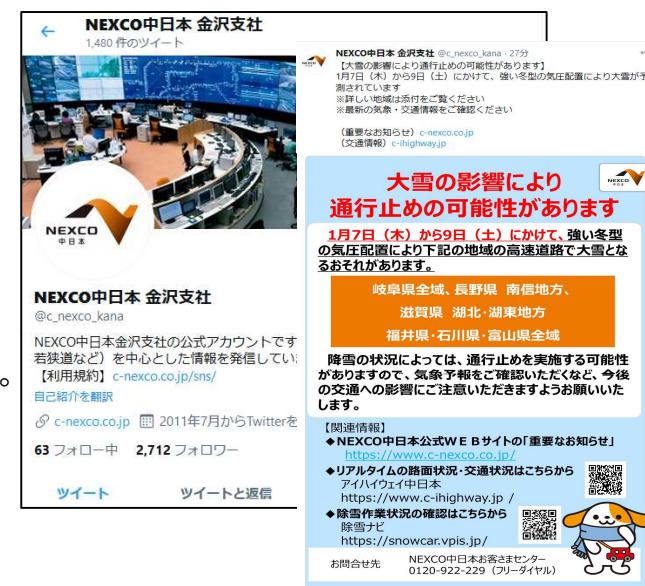 NEXCO中日本 金沢支社
1,480 件のツイート
NEXCO
中日本
NEXCO中日本 金沢支社
@c_nexco_kana
NEXCO中日本金沢支社の公式アカウントです
若狭道など）を中心とした情報を発信してい
【利用規約】c-nexco.co.jp/sns/
自己紹介を翻訳
c-nexco.co.jp 2011年7月からTwitterを
63 フォロー中 2,712 フォロワー
ツイート ツイートと返信
。
NEXCO中日本 金沢支社 @c_nexco_kana · 27分
【大雪の影響により通行止めの可能性があります】
1月7日（木）から9日（土）にかけて、強い冬型の気圧配置により大雪が予
測されています
※詳しい地域は添付をご覧ください
※最新の気象・交通情報をご確認ください
（重要なお知らせ）c-nexco.co.jp
（交通情報）c-ihighway.jp
NEXCO
中日本
大雪の影響により
通行止めの可能性があります
1月7日（木）から9日（土）にかけて、強い冬型
の気圧配置により下記の地域の高速道路で大雪とな
るおそれがあります。
岐阜県全域、長野県 南信地方、
滋賀県 湖北・湖東地方
福井県・石川県・富山県全域
降雪の状況によっては、通行止めを実施する可能性
がありますので、気象予報をご確認いただくなど、今後
の交通への影響にご注意いただきますようお願いいた
します。
【関連情報】
◆NEXCO中日本公式ＷＥＢサイトの「重要なお知らせ」
https://www.c-nexco.co.jp/
◆リアルタイムの路面状況・交通状況はこちらから
アイハイウェイ中日本
https://www.c-ihighway.jp /
◆除雪作業状況の確認はこちらから
除雪ナビ
https://snowcar.vpis.jp/
お問合せ先 NEXCO中日本お客さまセンター
0120-922-229（フリーダイヤル）